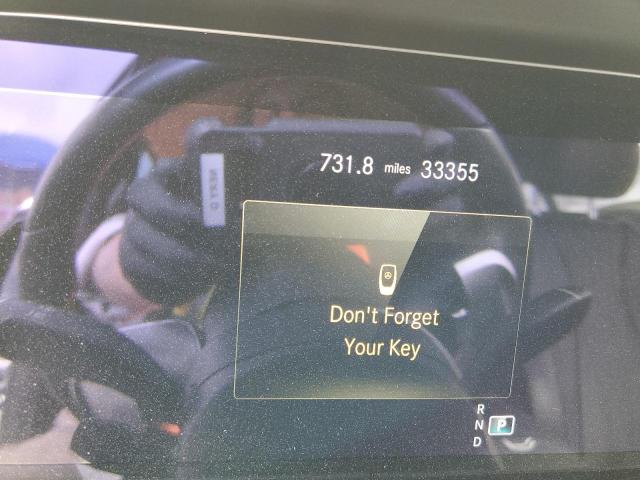 731.8 miles 33355
Don't Forget
Your Key
R
N P
D